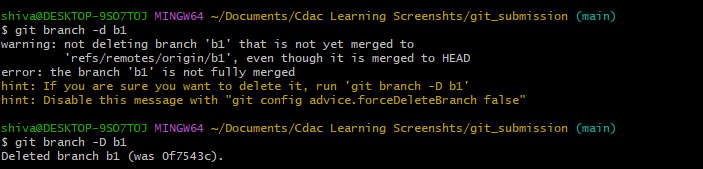 shiva@DESKTOP-9SO7TOJ MINGW64 ~/Documents/Cdac Learning Screenshts/git_submission (main)
$ git branch -d b1
warning: not deleting branch 'b1' that is not yet merged to
        'refs/remotes/origin/b1', even though it is merged to HEAD
error: the branch 'b1' is not fully merged
hint: If you are sure you want to delete it, run 'git branch -D b1'
hint: Disable this message with "git config advice.forceDeleteBranch false"
shiva@DESKTOP-9SO7TOJ MINGW64 ~/Documents/Cdac Learning Screenshts/git_submission (main)
$ git branch -D b1
Deleted branch b1 (was 0f7543c).